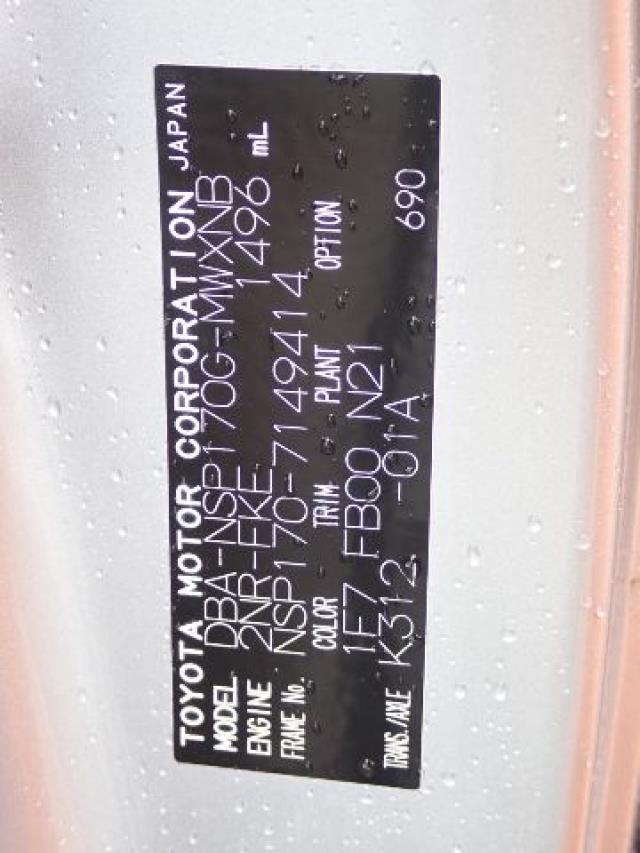 TOYOTA MOTOR CORPORATION JAPAN
MODEL DBA-NSP170G-MWXNB
ENGINE 2NR-FKE 1496 mL
FRAME No. NSP170-7149414
COLOR TRIM PLANT OPTION
1F7 FB00 N21
TRANS./AXLE K312 -01A 690